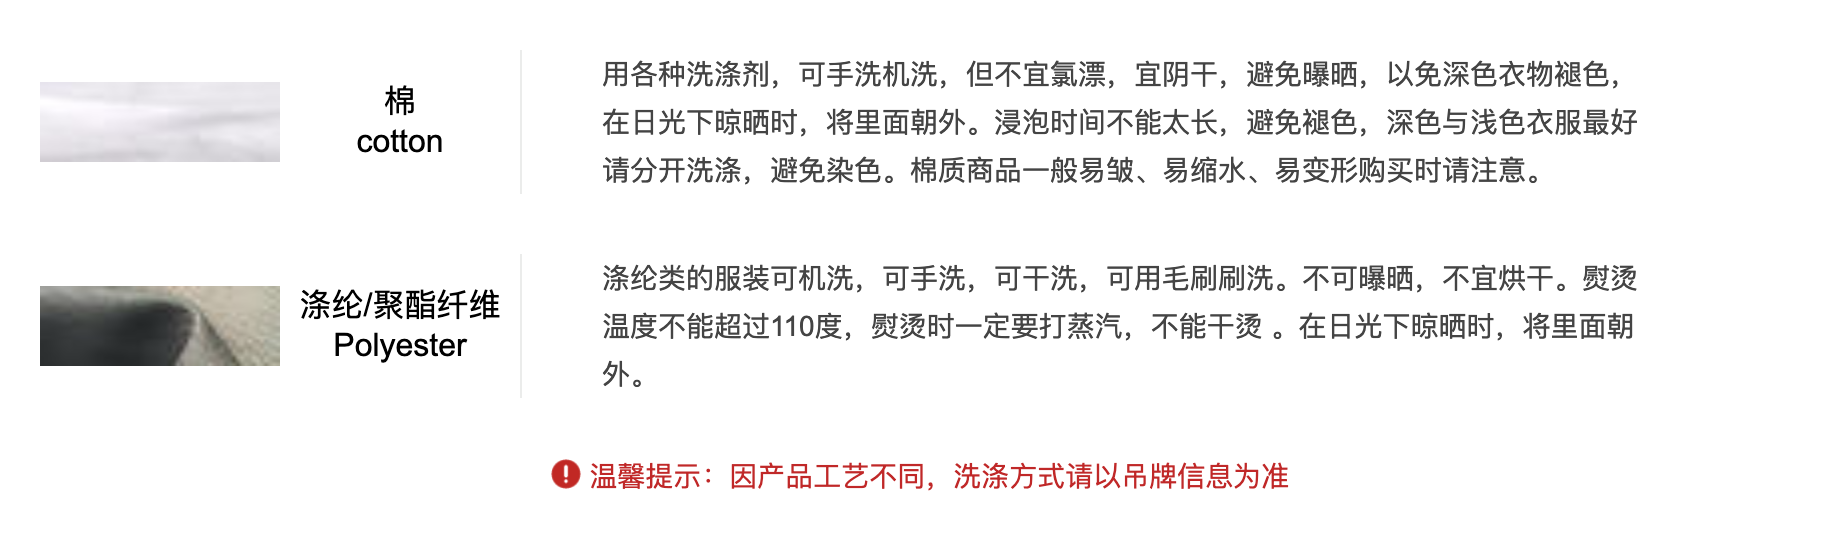 棉
cotton
用各种洗涤剂，可手洗机洗，但不宜氯漂，宜阴干，避免曝晒，以免深色衣物褪色，
在日光下晾晒时，将里面朝外。浸泡时间不能太长，避免褪色，深色与浅色衣服最好
请分开洗涤，避免染色。棉质商品一般易皱、易缩水、易变形购买时请注意。
涤纶/聚酯纤维
Polyester
涤纶类的服装可机洗，可手洗，可干洗，可用毛刷刷洗。不可曝晒，不宜烘干。熨烫
温度不能超过110度，熨烫时一定要打蒸汽，不能干烫 。在日光下晾晒时，将里面朝
外。
温馨提示：因产品工艺不同，洗涤方式请以吊牌信息为准